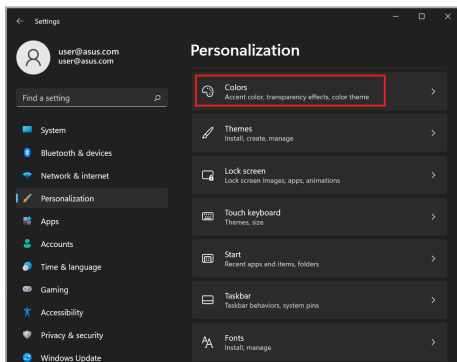 Settings
user@asus.com
user@asus.com
Find a setting
System
Bluetooth & devices
Network & internet
Personalization
Apps
Accounts
Time & language
Gaming
Accessibility
Privacy & security
Windows Update
Personalization
Colors
Accent color, transparency effects, color theme
Themes
Install, create, manage
Lock screen
Lock screen images, apps, animations
Touch keyboard
Themes, size
Start
Recent apps and items, folders
Taskbar
Taskbar behaviors, system pins
Fonts
Install, manage